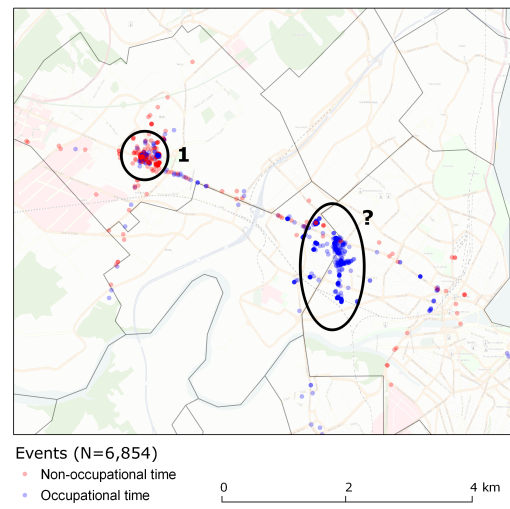 1
?
Events (N=6,854)
Non-occupational time
Occupational time
0 2 4 km